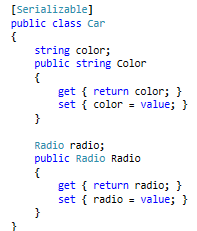 [Serializable]
public class Car
{
    string color;
    public string Color
    {
        get { return color; }
        set { color = value; }
    }

    Radio radio;
    public Radio Radio
    {
        get { return radio; }
        set { radio = value; }
    }
}